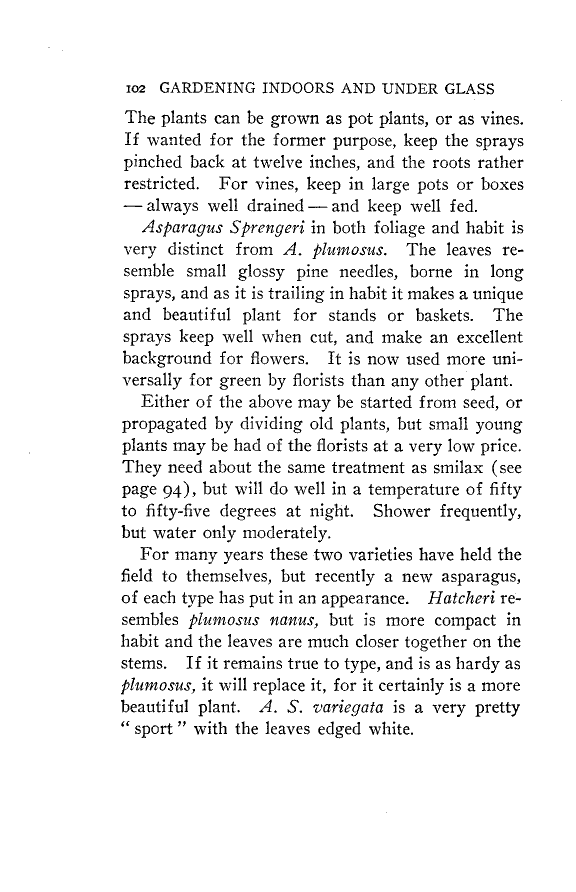 102 GARDENING INDOORS AND UNDER GLASS
The plants can be grown as pot plants, or as vines.
If wanted for the former purpose, keep the sprays
pinched back at twelve inches, and the roots rather
restricted. For vines, keep in large pots or boxes
— always well drained — and keep well fed.
Asparagus Sprengeri in both foliage and habit is
very distinct from A. plumosus. The leaves re-
semble small glossy pine needles, borne in long
sprays, and as it is trailing in habit it makes a unique
and beautiful plant for stands or baskets. The
sprays keep well when cut, and make an excellent
background for flowers. It is now used more uni-
versally for green by florists than any other plant.
Either of the above may be started from seed, or
propagated by dividing old plants, but small young
plants may be had of the florists at a very low price.
They need about the same treatment as smilax (see
page 94), but will do well in a temperature of fifty
to fifty-five degrees at night. Shower frequently,
but water only moderately.
For many years these two varieties have held the
field to themselves, but recently a new asparagus,
of each type has put in an appearance. Hatcheri re-
sembles plumosus nanus, but is more compact in
habit and the leaves are much closer together on the
stems. If it remains true to type, and is as hardy as
plumosus, it will replace it, for it certainly is a more
beautiful plant. A. S. variegata is a very pretty
" sport " with the leaves edged white.